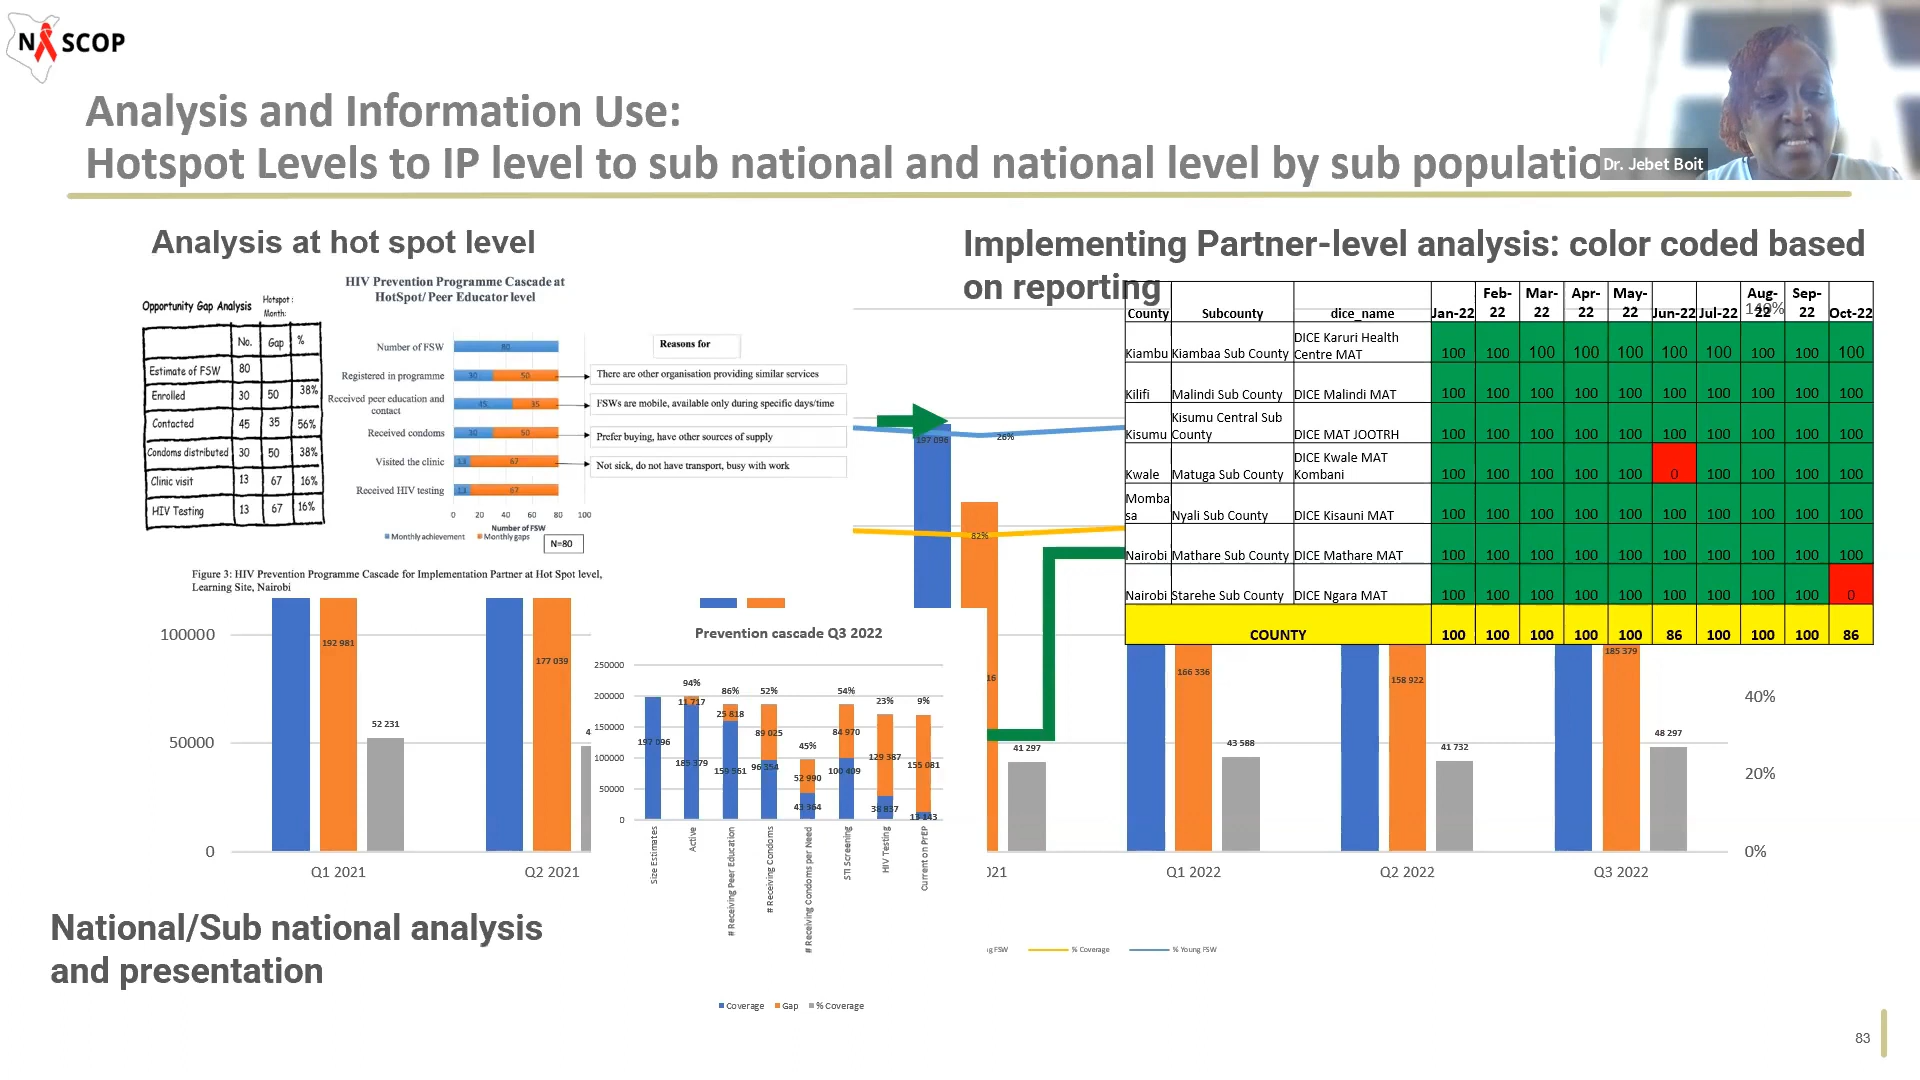 NASCOP
Analysis and Information Use:
Hotspot Levels to IP level to sub national and national level by sub populatio
Dr. Jebet Boit
Analysis at hot spot level
Opportunity Gap Analysis
Hotspot :
Month:
No. Gap %
Estimate of FSW 80
Enrolled 30 50 38%
Contacted 45 35 56%
Condoms distributed 30 50 38%
Clinic visit 13 67 16%
HIV Testing 13 67 16%
HIV Prevention Programme Cascade at
HotSpot/ Peer Educator level
Reasons for
Number of FSW 80
Registered in programme 30 50 There are other organisation providing similar services
Received peer education and
contact 45 35 FSWs are mobile, available only during specific days/time
Received condoms 30 50 Prefer buying, have other sources of supply
Visited the clinic 13 67 Not sick, do not have transport, busy with work
Received HIV testing 13 67
0 20 40 60 80 100
Number of FSW
Monthly achievement Monthly gaps
N=80
Figure 3: HIV Prevention Programme Cascade for Implementation Partner at Hot Spot level,
Learning Site, Nairobi
Implementing Partner-level analysis: color coded based
on reporting
County Subcounty dice_name Jan-22 Feb-22 Mar-22 Apr-22 May-22 Jun-22 Jul-22 Aug-22 Sep-22 Oct-22
Kiambu Kiambaa Sub County DICE Karuri Health Centre MAT 100 100 100 100 100 100 100 100 100 100
Kilifi Malindi Sub County DICE Malindi MAT 100 100 100 100 100 100 100 100 100 100
Kisumu Kisumu Central Sub County DICE MAT JOOTRH 100 100 100 100 100 100 100 100 100 100
Kwale Matuga Sub County DICE Kwale MAT Kombani 100 100 100 100 100 0 100 100 100 100
Mombasa Nyali Sub County DICE Kisauni MAT 100 100 100 100 100 100 100 100 100 100
Nairobi Mathare Sub County DICE Mathare MAT 100 100 100 100 100 100 100 100 100 100
Nairobi Starehe Sub County DICE Ngara MAT 100 100 100 100 100 100 100 100 100 0
COUNTY 100 100 100 100 100 86 100 100 100 86
140%
197 096
26%
82%
16
100000
50000
0
192 981
52 231
177 039
4
41 297
166 336
43 588
158 922
41 732
185 379
48 297
40%
20%
0%
Q1 2021 Q2 2021 021 Q1 2022 Q2 2022 Q3 2022
Prevention cascade Q3 2022
250000
200000
150000
100000
50000
0
94% 86% 52% 45% 54% 23% 9%
11 717 25 818 89 025 52 990 84 970 129 387 155 081
197 096 185 379 159 561 96 354 43 364 100 409 38 837 13 143
Size Estimates
Active
# Receiving Peer Education
# Receiving Condoms
# Receiving Condoms per Need
STI Screening
HIV Testing
Current on PrEP
Coverage Gap % Coverage
g FSW % Coverage % Young FSW
National/Sub national analysis
and presentation
83